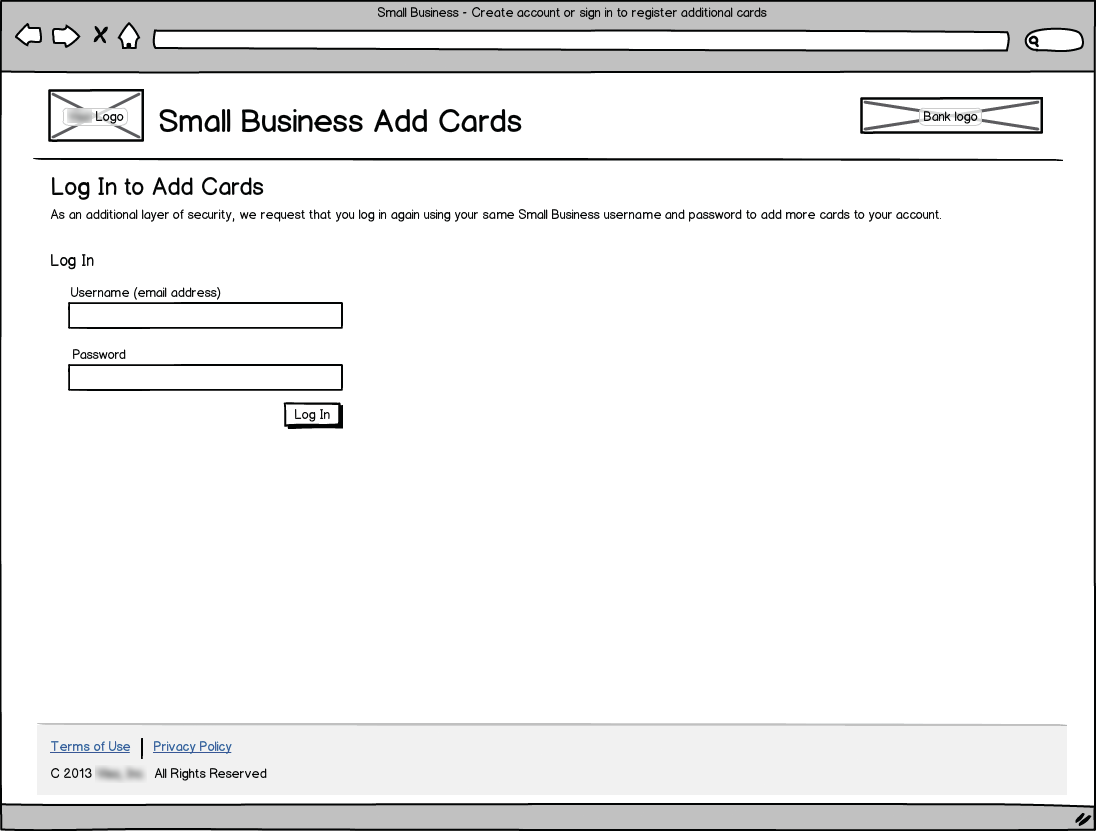 Small Business - Create account or sign in to register additional cards
Logo
Small Business Add Cards
Bank logo
Log In to Add Cards
As an additional layer of security, we request that you log in again using your same Small Business username and password to add more cards to your account.
Log In
Username (email address)
Password
Log In
Terms of Use | Privacy Policy
C 2013 All Rights Reserved